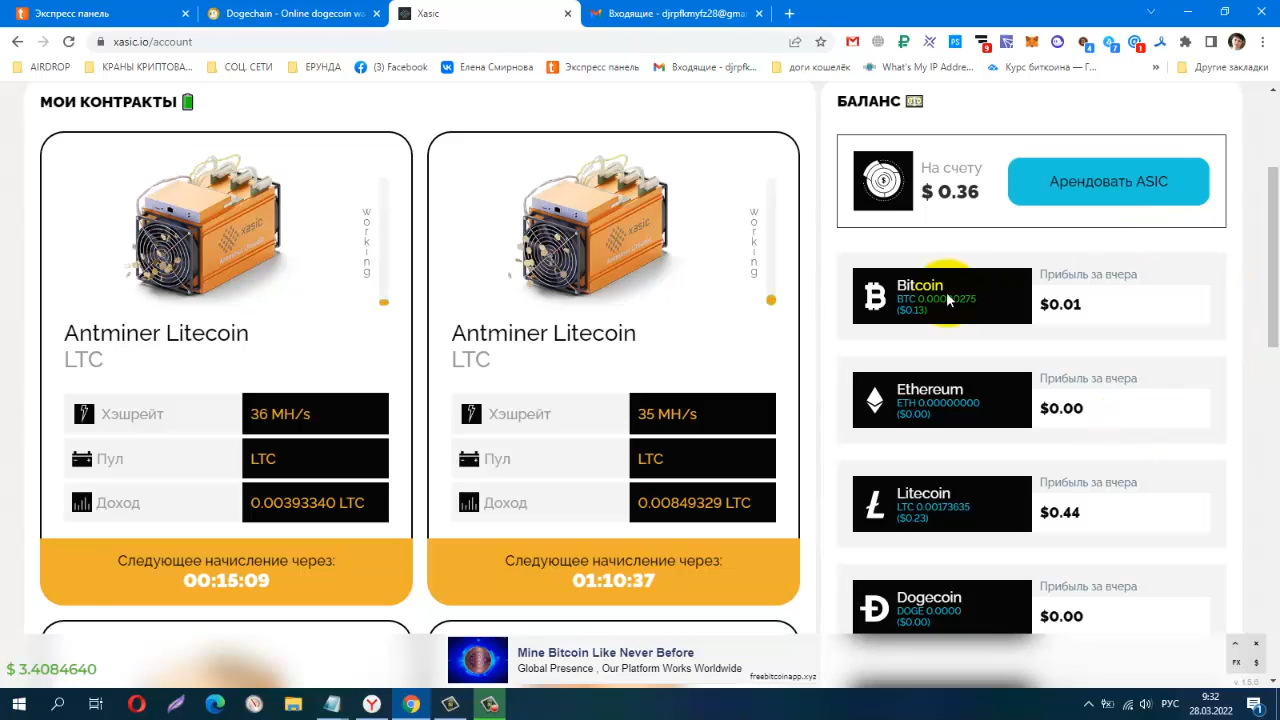 Экспресс панель
Dogechain - Online dogecoin wa
Xasic
Входящие - djrpfkmyfz28@gma
xasic.io/account
AIRDROP
КРАНЫ КРИПТОВА...
СОЦ. СЕТИ
ЕРУНДА
(3) Facebook
Елена Смирнова
Экспресс панель
Входящие - djrpfk...
доги кошелёк
What's My IP Addre...
Курс биткоина — Г...
»
Другие закладки
МОИ КОНТРАКТЫ
working
Antminer Litecoin
LTC
Хэшрейт 36 MH/s
Пул LTC
Доход 0.00393340 LTC
Следующее начисление через:
00:15:09
working
Antminer Litecoin
LTC
Хэшрейт 35 MH/s
Пул LTC
Доход 0.00849329 LTC
Следующее начисление через:
01:10:37
БАЛАНС
На счету
$ 0.36
Арендовать ASIC
Bitcoin
($0.13)
Прибыль за вчера
$0.01
Ethereum
ETH 0.00000000
($0.00)
Прибыль за вчера
$0.00
Litecoin
LTC 0.00173635
($0.23)
Прибыль за вчера
$0.44
Dogecoin
DOGE 0.0000
($0.00)
Прибыль за вчера
$0.00
$ 3.4084640
Mine Bitcoin Like Never Before
Global Presence , Our Platform Works Worldwide
freebitcoinapp.xyz
FX $
v. 1.5.6
РУС
9:32
28.03.2022